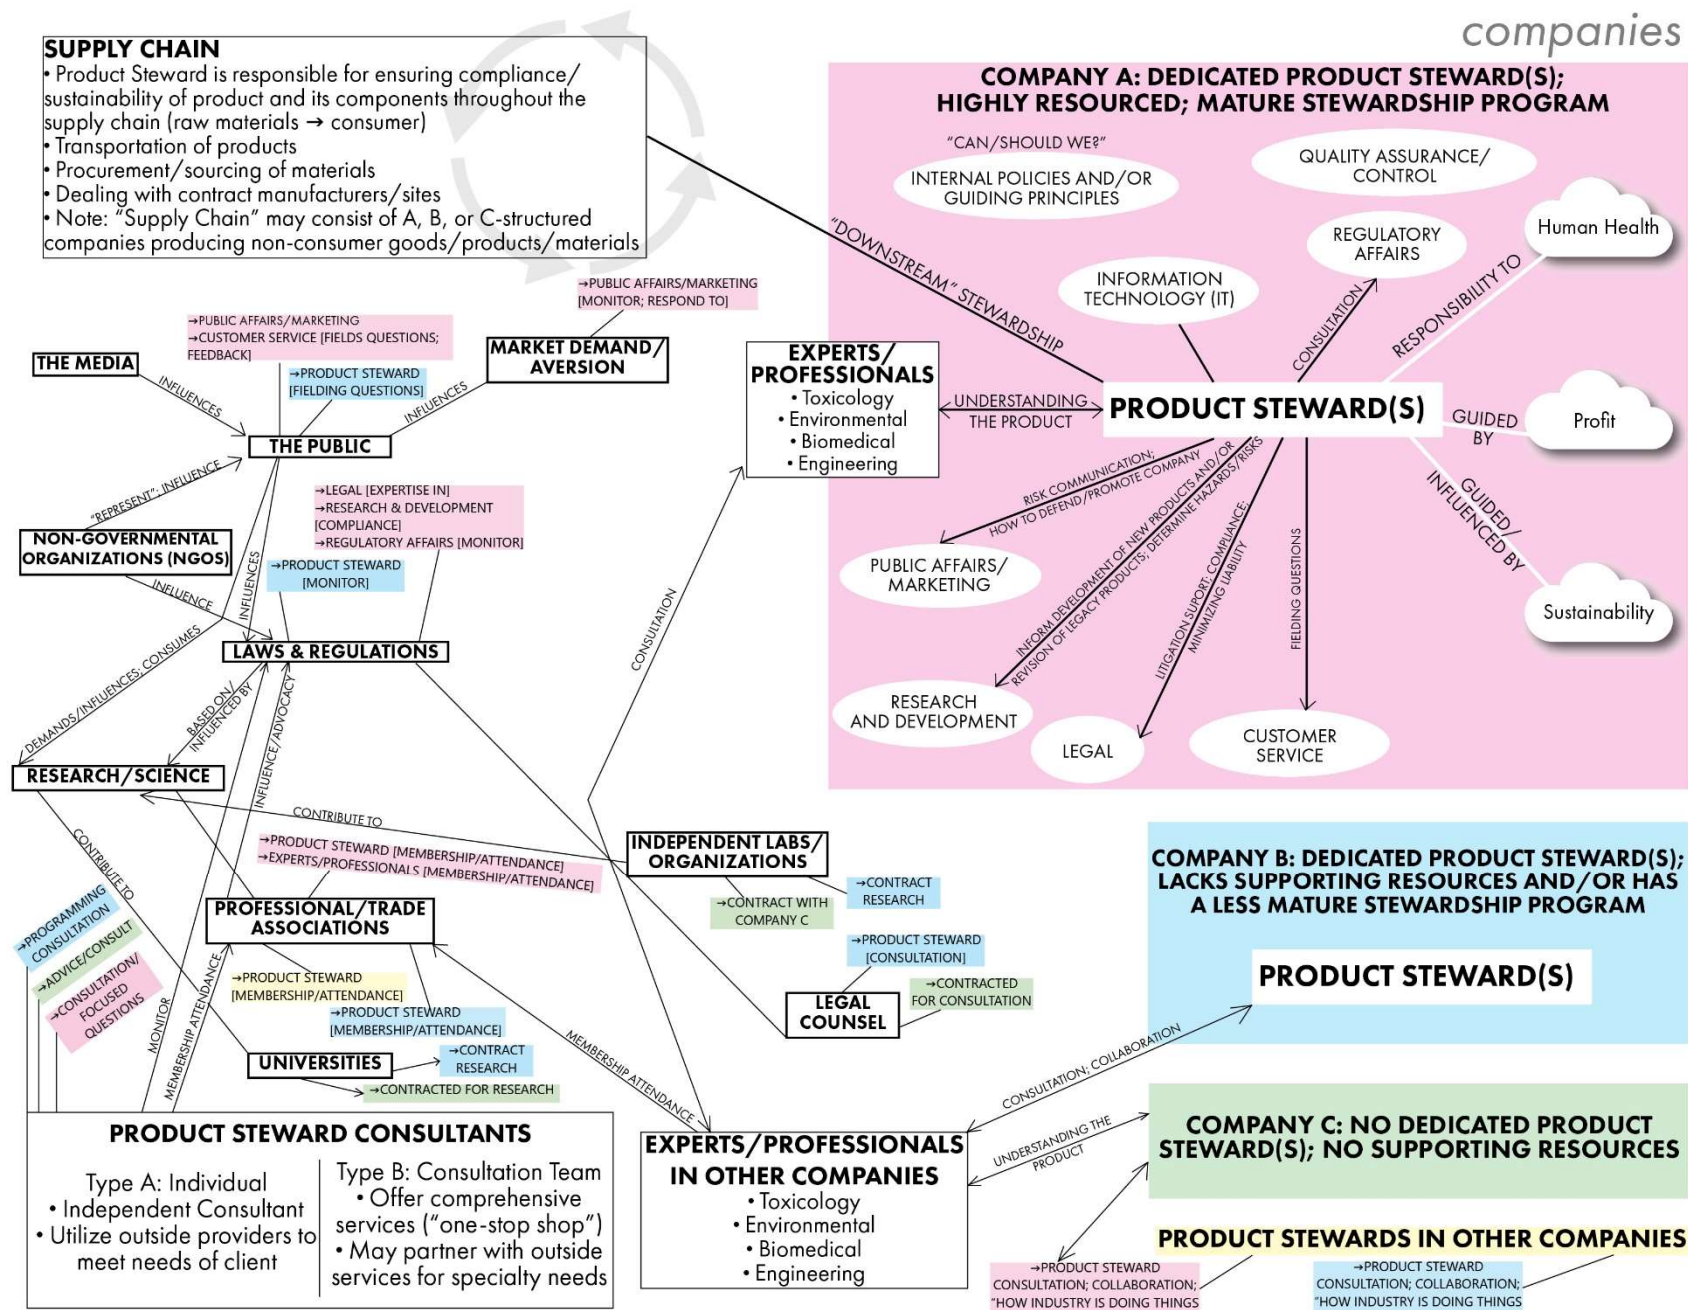 companies
SUPPLY CHAIN
• Product Steward is responsible for ensuring compliance/
sustainability of product and its components throughout the
supply chain (raw materials → consumer)
• Transportation of products
• Procurement/sourcing of materials
• Dealing with contract manufacturers/sites
• Note: “Supply Chain” may consist of A, B, or C-structured
companies producing non-consumer goods/products/materials
COMPANY A: DEDICATED PRODUCT STEWARD(S);
HIGHLY RESOURCED; MATURE STEWARDSHIP PROGRAM
"CAN/SHOULD WE?"
INTERNAL POLICIES AND/OR
GUIDING PRINCIPLES
QUALITY ASSURANCE/
CONTROL
REGULATORY
AFFAIRS
INFORMATION
TECHNOLOGY (IT)
Human Health
Profit
Sustainability
RESPONSIBILITY TO
GUIDED
BY
GUIDED/
INFLUENCED BY
CONSULTATION
"DOWNSTREAM" STEWARDSHIP
PRODUCT STEWARD(S)
UNDERSTANDING
THE PRODUCT
EXPERTS/
PROFESSIONALS
• Toxicology
• Environmental
• Biomedical
• Engineering
RISK COMMUNICATION;
HOW TO DEFEND/PROMOTE COMPANY
INFORM DEVELOPMENT OF NEW PRODUCTS AND/OR
REVISION OF LEGACY PRODUCTS; DETERMINE HAZARDS/RISKS
LITIGATION SUPORT; COMPLIANCE;
MINIMIZING LIABILITY
FIELDING QUESTIONS
PUBLIC AFFAIRS/
MARKETING
RESEARCH
AND DEVELOPMENT
LEGAL
CUSTOMER
SERVICE
→PUBLIC AFFAIRS/MARKETING
[MONITOR; RESPOND TO]
→PUBLIC AFFAIRS/MARKETING
→CUSTOMER SERVICE [FIELDS QUESTIONS;
FEEDBACK]
THE MEDIA
MARKET DEMAND/
AVERSION
→PRODUCT STEWARD
[FIELDING QUESTIONS]
INFLUENCES
INFLUENCES
THE PUBLIC
"REPRESENT"; INFLUENCE
→LEGAL [EXPERTISE IN]
→RESEARCH & DEVELOPMENT
[COMPLIANCE]
→REGULATORY AFFAIRS [MONITOR]
NON-GOVERNMENTAL
ORGANIZATIONS (NGOS)
→PRODUCT STEWARD
[MONITOR]
INFLUENCE
INFLUENCES
LAWS & REGULATIONS
DEMANDS/INFLUENCES; CONSUMES
BASED ON/
INFLUENCED BY
INFLUENCE/ADVOCACY
CONSULTATION
RESEARCH/SCIENCE
CONTRIBUTE TO
CONTRIBUTE TO
→PRODUCT STEWARD [MEMBERSHIP/ATTENDANCE]
→EXPERTS/PROFESSIONALS [MEMBERSHIP/ATTENDANCE]
INDEPENDENT LABS/
ORGANIZATIONS
→CONTRACT WITH
COMPANY C
→CONTRACT
RESEARCH
PROFESSIONAL/TRADE
ASSOCIATIONS
→PROGRAMMING
CONSULTATION
→ADVICE/CONSULT
→CONSULTATION/
FOCUSED
QUESTIONS
MONITOR
MEMBERSHIP ATTENDANCE
→PRODUCT STEWARD
[MEMBERSHIP/ATTENDANCE]
→PRODUCT STEWARD
[MEMBERSHIP/ATTENDANCE]
→PRODUCT STEWARD
[CONSULTATION]
→CONTRACTED
FOR CONSULTATION
LEGAL
COUNSEL
UNIVERSITIES
→CONTRACT
RESEARCH
→CONTRACTED FOR RESEARCH
MEMBERSHIP ATTENDANCE
PRODUCT STEWARD CONSULTANTS
Type A: Individual
• Independent Consultant
• Utilize outside providers to
meet needs of client
Type B: Consultation Team
• Offer comprehensive
services (“one-stop shop”)
• May partner with outside
services for specialty needs
EXPERTS/PROFESSIONALS
IN OTHER COMPANIES
• Toxicology
• Environmental
• Biomedical
• Engineering
COMPANY B: DEDICATED PRODUCT STEWARD(S);
LACKS SUPPORTING RESOURCES AND/OR HAS
A LESS MATURE STEWARDSHIP PROGRAM
PRODUCT STEWARD(S)
CONSULTATION; COLLABORATION
UNDERSTANDING THE
PRODUCT
COMPANY C: NO DEDICATED PRODUCT
STEWARD(S); NO SUPPORTING RESOURCES
PRODUCT STEWARDS IN OTHER COMPANIES
→PRODUCT STEWARD
CONSULTATION; COLLABORATION;
"HOW INDUSTRY IS DOING THINGS
→PRODUCT STEWARD
CONSULTATION; COLLABORATION;
"HOW INDUSTRY IS DOING THINGS